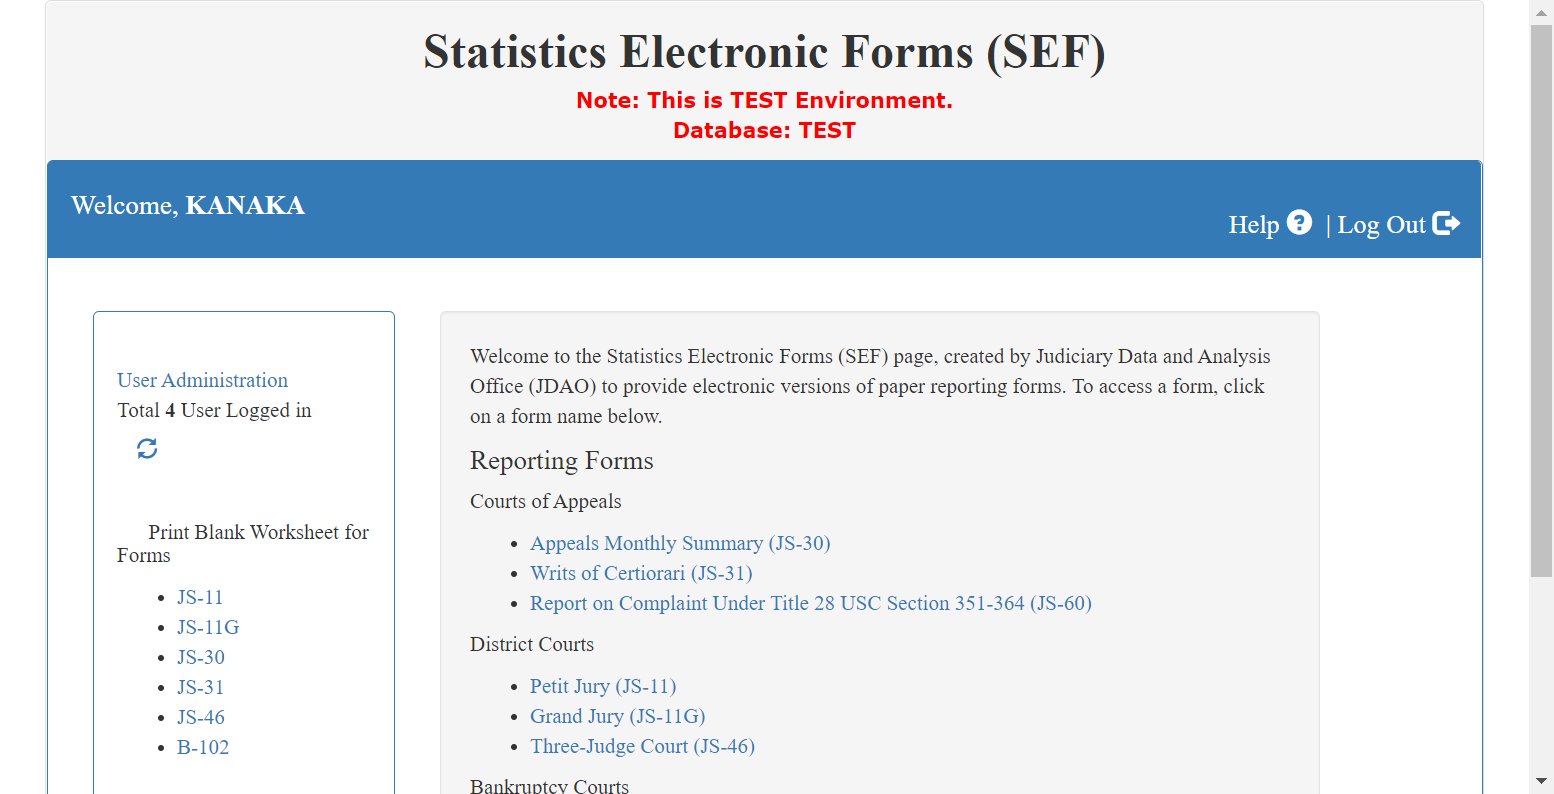 Statistics Electronic Forms (SEF)
Note: This is TEST Environment.
Database: TEST
Welcome, KANAKA
Help | Log Out
User Administration
Total 4 User Logged in
Print Blank Worksheet for
Forms
JS-11
JS-11G
JS-30
JS-31
JS-46
B-102
Welcome to the Statistics Electronic Forms (SEF) page, created by Judiciary Data and Analysis
Office (JDAO) to provide electronic versions of paper reporting forms. To access a form, click
on a form name below.
Reporting Forms
Courts of Appeals
Appeals Monthly Summary (JS-30)
Writs of Certiorari (JS-31)
Report on Complaint Under Title 28 USC Section 351-364 (JS-60)
District Courts
Petit Jury (JS-11)
Grand Jury (JS-11G)
Three-Judge Court (JS-46)
Bankruptcy Courts